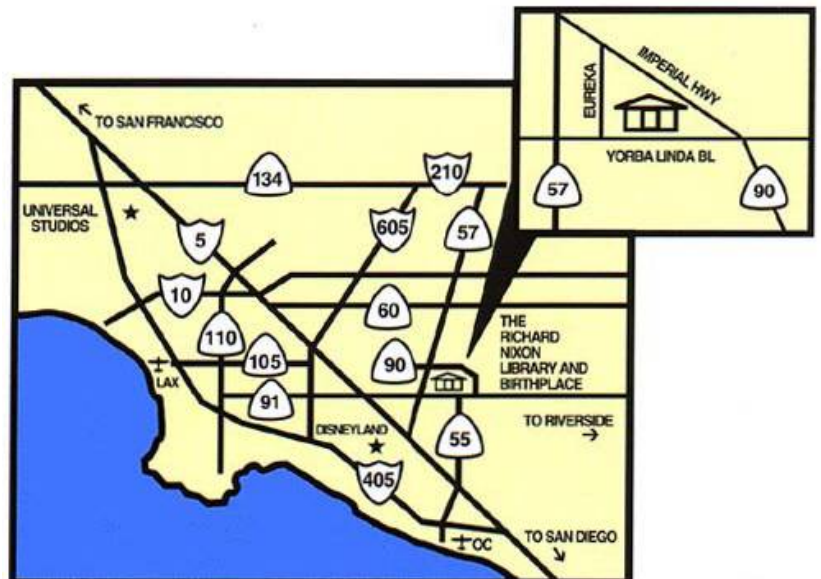 TO SAN FRANCISCO
134
210
UNIVERSAL
STUDIOS
5
605
57
10
60
110
THE
RICHARD
NIXON
LIBRARY AND
BIRTHPLACE
LAX
105
90
91
DISNEYLAND
55
TO RIVERSIDE
405
OC
TO SAN DIEGO
EUREKA
IMPERIAL HWY
YORBA LINDA BL
57
90